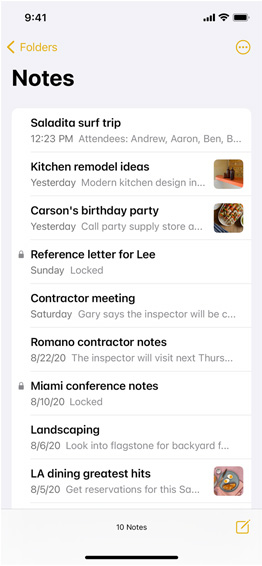 9:41
Folders
Notes
Saladita surf trip
12:23 PM Attendees: Andrew, Aaron, Ben, B...
Kitchen remodel ideas
Yesterday Modern kitchen design in...
Carson's birthday party
Yesterday Call party supply store a...
Reference letter for Lee
Sunday Locked
Contractor meeting
Saturday Gary says the inspector will be c...
Romano contractor notes
8/22/20 The inspector will visit next Thurs...
Miami conference notes
8/10/20 Locked
Landscaping
8/6/20 Look into flagstone for backyard f...
LA dining greatest hits
8/5/20 Get reservations for this Sa...
10 Notes